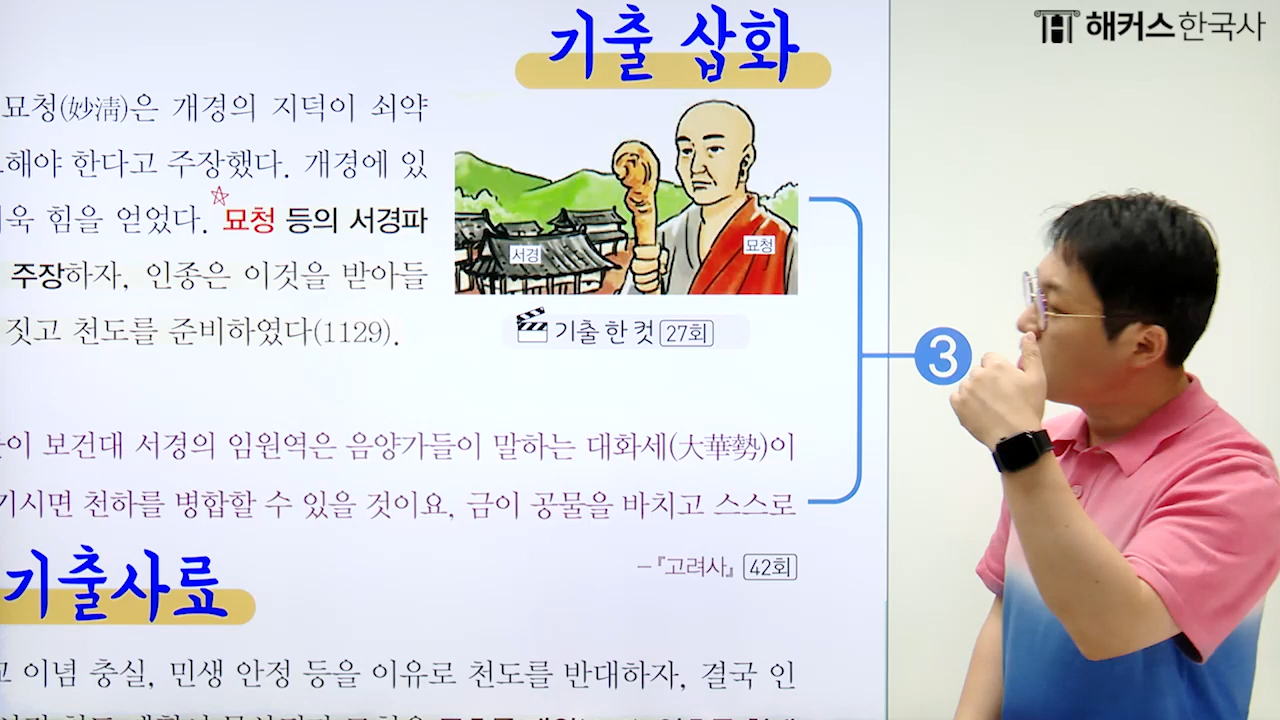 기출 삽화
해커스한국사
묘청(妙淸)은 개경의 지덕이 쇠약
해야 한다고 주장했다. 개경에 있
욱 힘을 얻었다. 묘청 등의 서경파
주장하자, 인종은 이것을 받아들
짓고 천도를 준비하였다(1129).
서경
묘청
기출 한 컷 27회
3
이 보건대 서경의 임원역은 음양가들이 말하는 대화세(大華勢)이
기시면 천하를 병합할 수 있을 것이요, 금이 공물을 바치고 스스로
–『고려사』 42회
기출사료
고 이념 충실, 민생 안정 등을 이유로 천도를 반대하자, 결국 인